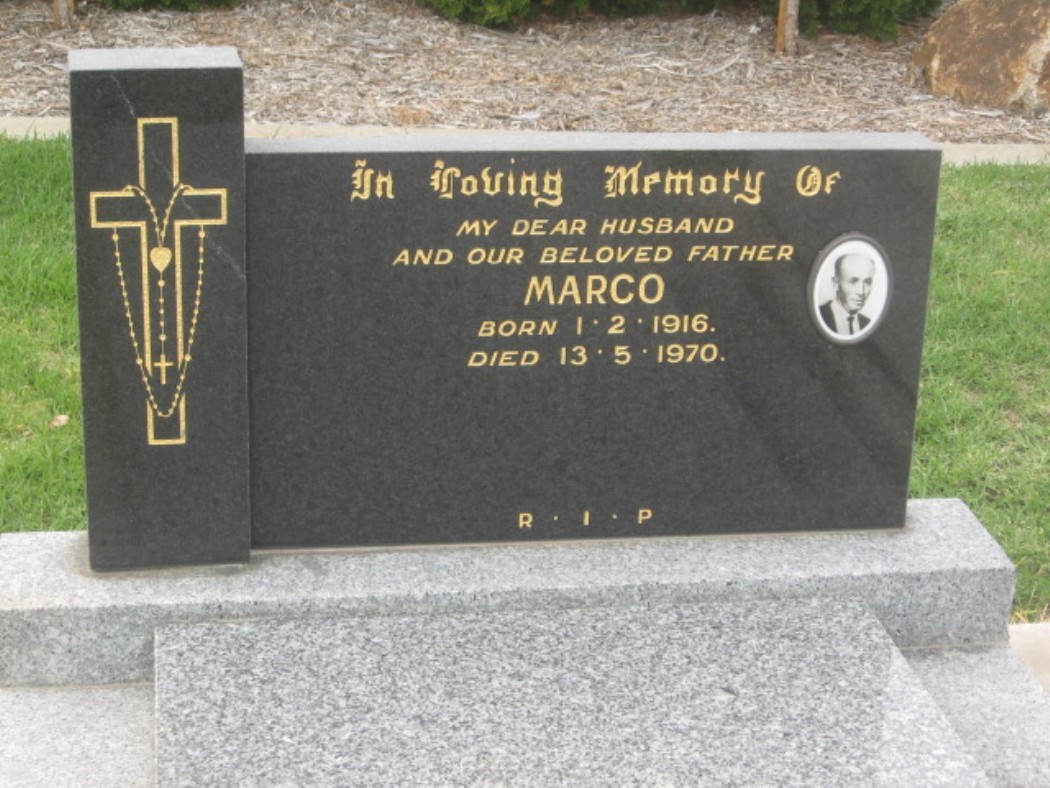 In Loving Memory Of
MY DEAR HUSBAND
AND OUR BELOVED FATHER
MARCO
BORN 1·2·1916.
DIED 13·5·1970.
R · I · P